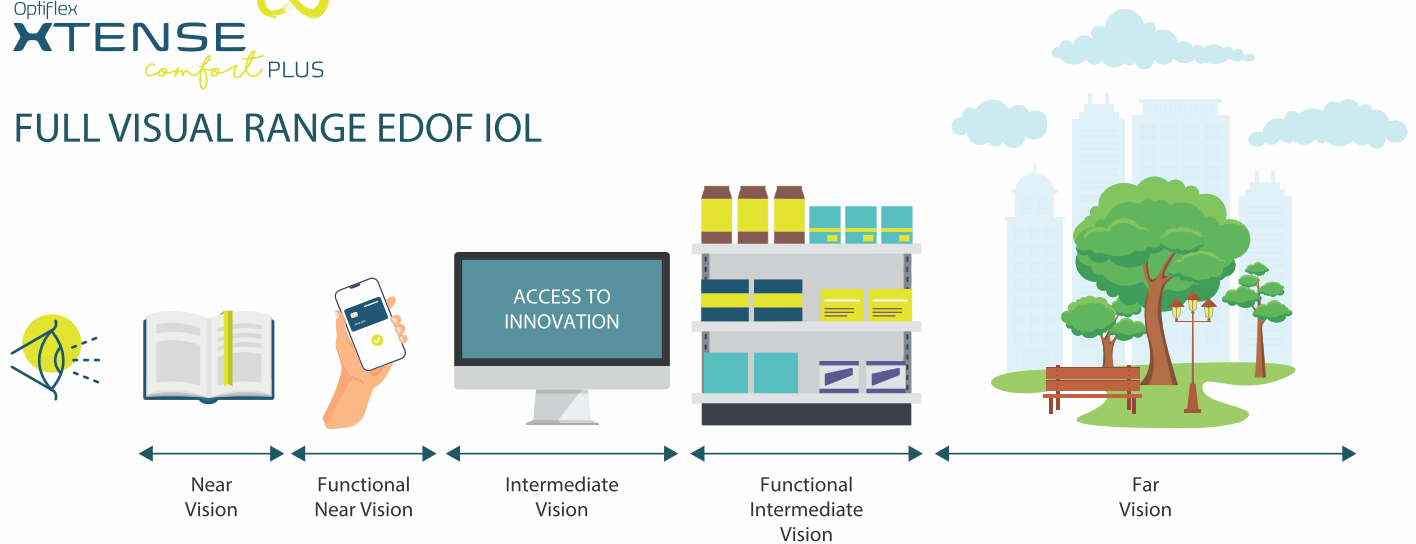 Optiflex
XTENSE
comfort PLUS
FULL VISUAL RANGE EDOF IOL
ACCESS TO
INNOVATION
Near
Vision
Functional
Near Vision
Intermediate
Vision
Functional
Intermediate
Vision
Far
Vision